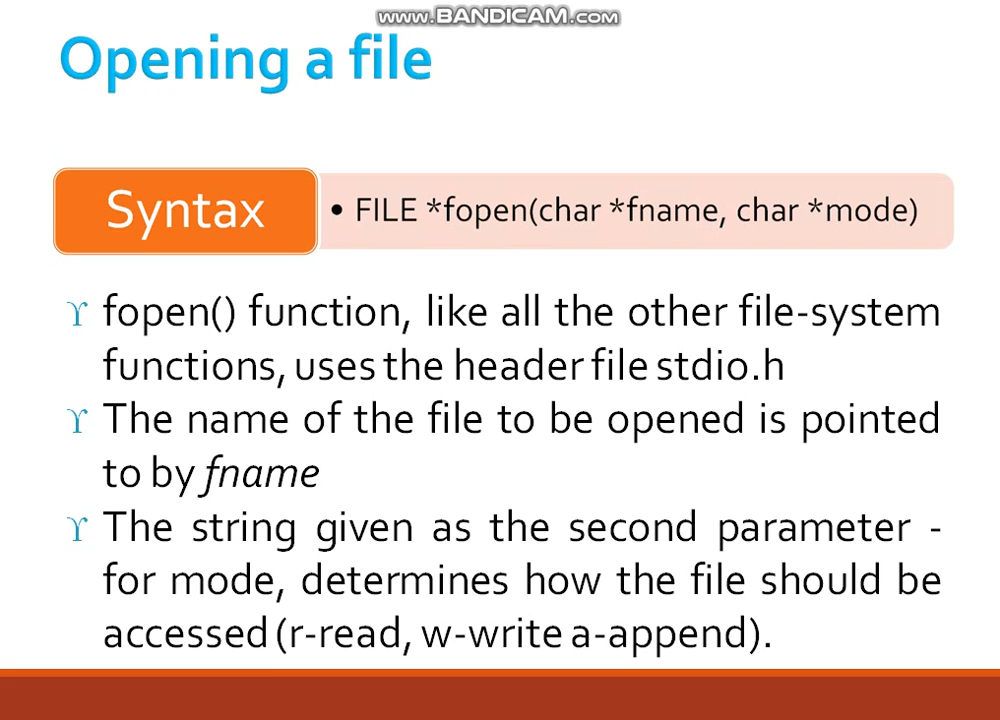 www.BANDICAM.com
Opening a file
Syntax
• FILE *fopen(char *fname, char *mode)
fopen() function, like all the other file-system
functions, uses the header file stdio.h
The name of the file to be opened is pointed
to by fname
The string given as the second parameter -
for mode, determines how the file should be
accessed (r-read, w-write a-append).